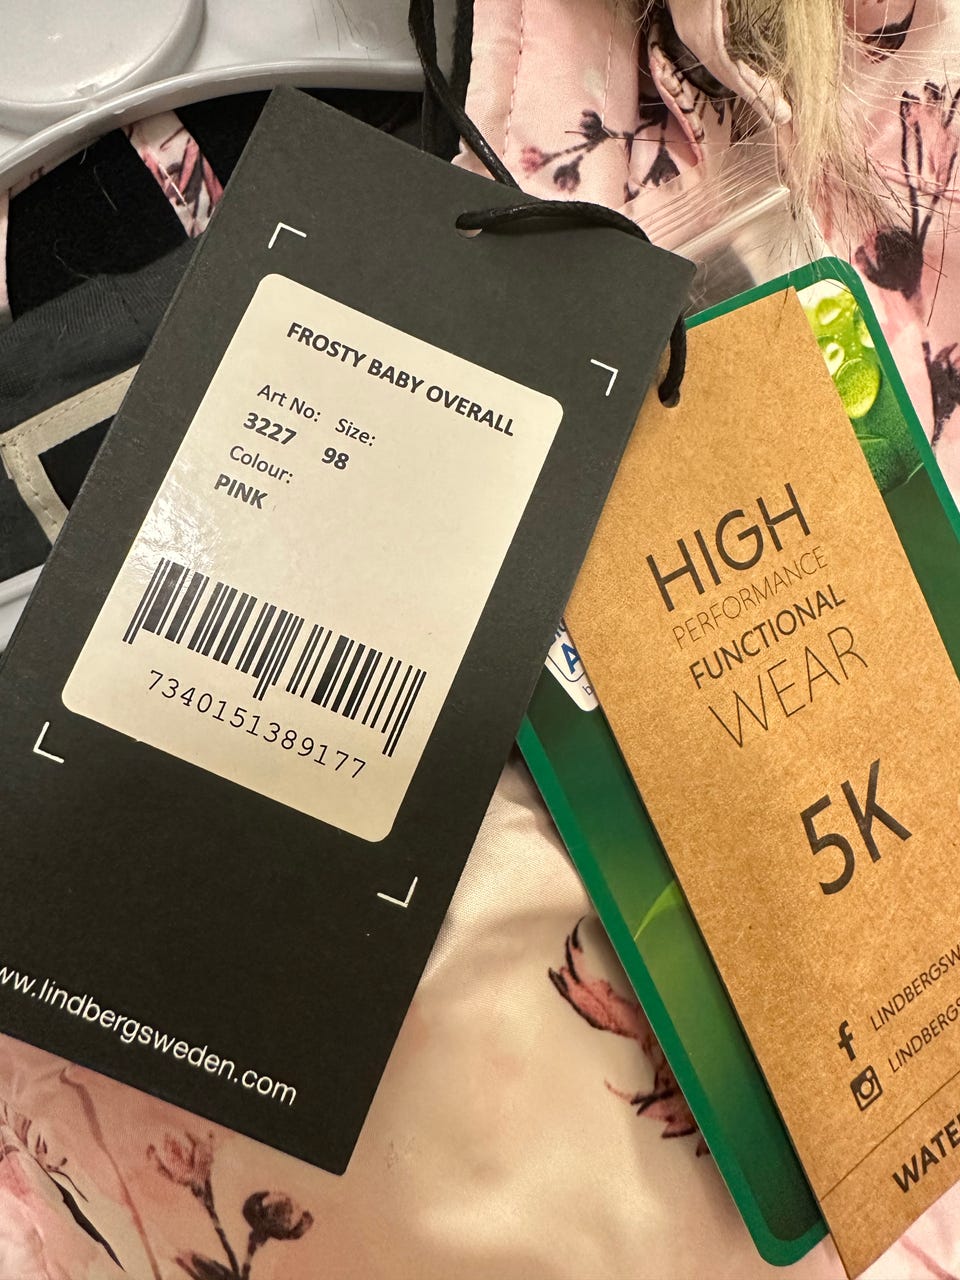 FROSTY BABY OVERALL
Art No: Size:
3227 98
Colour:
PINK
7340151389177
www.lindbergsweden.com
HIGH
PERFORMANCE
FUNCTIONAL
WEAR
5K